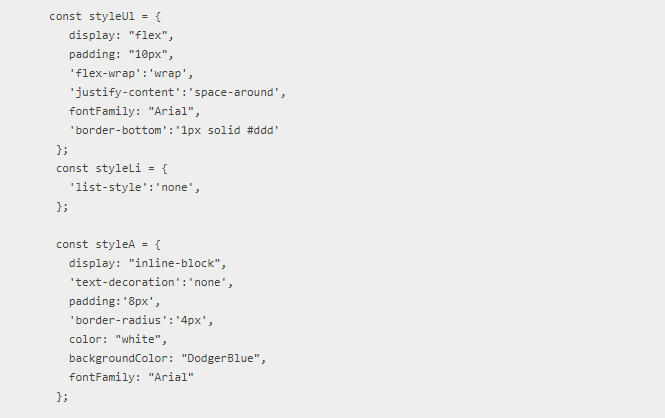 const styleUl = {
display: "flex",
padding: "10px",
'flex-wrap':'wrap',
'justify-content':'space-around',
fontFamily: "Arial",
'border-bottom':'1px solid #ddd'
};
const styleLi = {
'list-style':'none',
};
const styleA = {
display: "inline-block",
'text-decoration':'none',
padding:'8px',
'border-radius':'4px',
color: "white",
backgroundColor: "DodgerBlue",
fontFamily: "Arial"
};